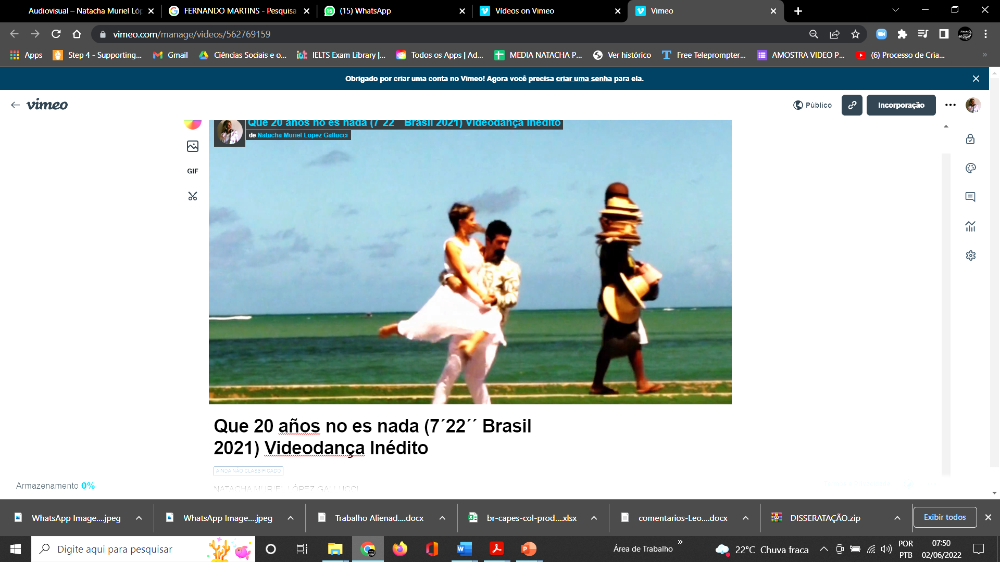 Audiovisual – Natacha Muriel Lóp
FERNANDO MARTINS - Pesquisa
(15) WhatsApp
Vídeos on Vimeo
Vimeo
vimeo.com/manage/videos/562769159
Apps
Step 4 - Supporting...
Gmail
Ciências Sociais e o...
IELTS Exam Library |...
Todos os Apps | Ad...
MEDIA NATACHA P...
Ver histórico
Free Teleprompter...
AMOSTRA VIDEO P...
(6) Processo de Cria...
Obrigado por criar uma conta no Vimeo! Agora você precisa criar uma senha para ela.
vimeo
Público
Incorporação
Que 20 años no es nada (7´22´´ Brasil 2021) Videodança Inédito
de Natacha Muriel Lopez Gallucci
GIF
Que 20 años no es nada (7´22´´ Brasil
2021) Videodança Inédito
AINDA NÃO CLASSIFICADO
NATACHA MURIEL LÓPEZ GALLUCCI
Armazenamento 0%
WhatsApp Image....jpeg
WhatsApp Image....jpeg
Trabalho Alienad....docx
br-capes-col-prod....xlsx
comentarios-Leo....docx
DISSERATAÇÃO.zip
Exibir todos
Digite aqui para pesquisar
Área de Trabalho
22°C Chuva fraca
POR
PTB
07:50
02/06/2022